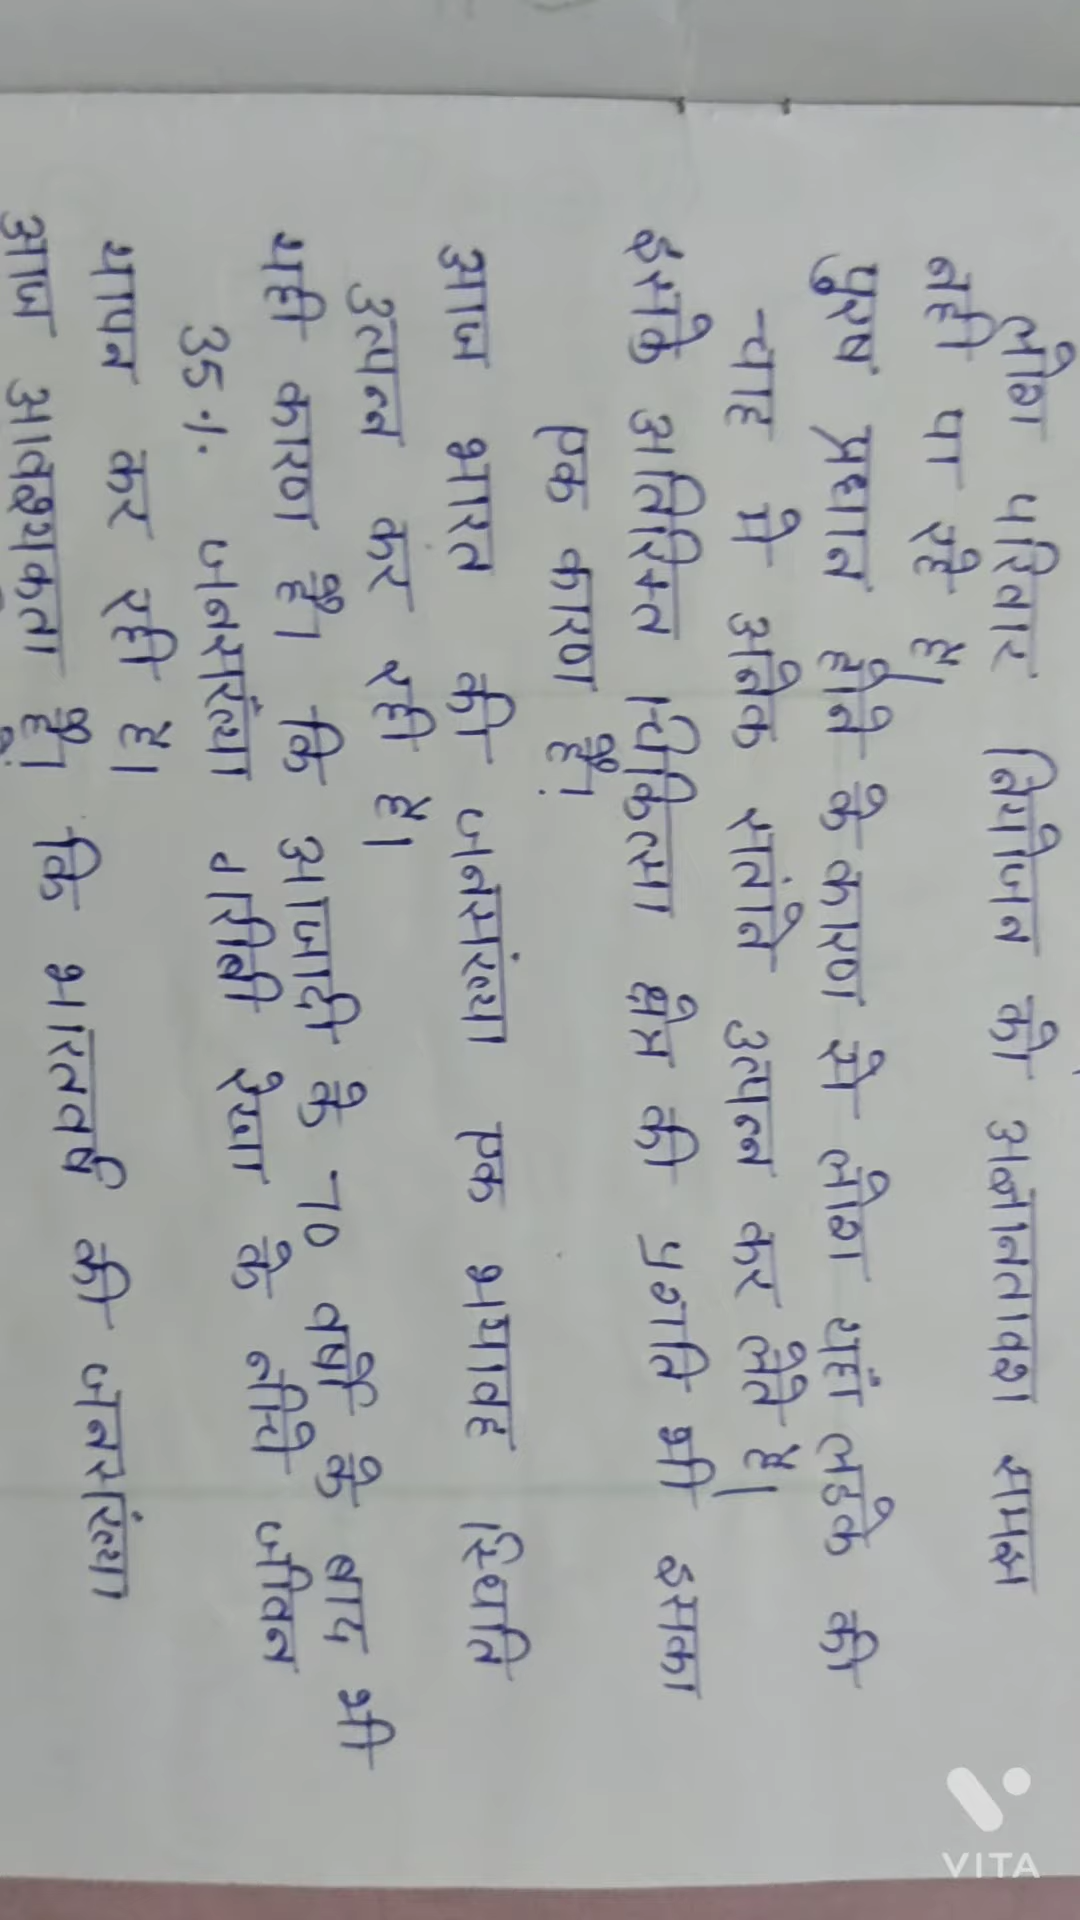 लोग परिवार नियोजन को अज्ञानतावश समझ
नही पा रहे हैं।
पुरुष प्रधान होने के कारण से लोग यहां लडके की
चाह मे अनेक संतांने उत्पन्न कर लेते हैं।
इसके अतिरिक्त चिकित्सा क्षेत्र की प्रगति भी इसका
एक कारण है।
आज भारत की जनसंख्या एक भयावह स्थिति
उत्पन्न कर रही हैं।
यही कारण है। कि आजादी के 70 वर्षो के बाद भी
35%. जनसंख्या गरीबी रेखा के नीचे जीवन
यापन कर रही हैं।
आज आवश्यकता है। कि भारतवर्ष की जनसंख्या
VITA